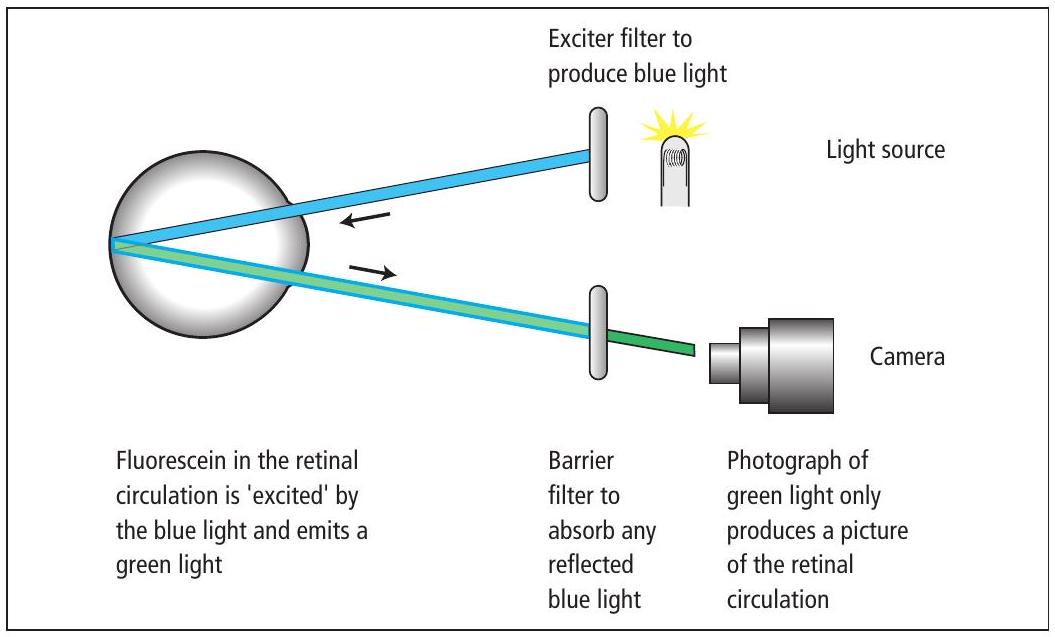 Exciter filter to
produce blue light
Light source
Camera
Fluorescein in the retinal
circulation is 'excited' by
the blue light and emits a
green light
Barrier
filter to
absorb any
reflected
blue light
Photograph of
green light only
produces a picture
of the retinal
circulation